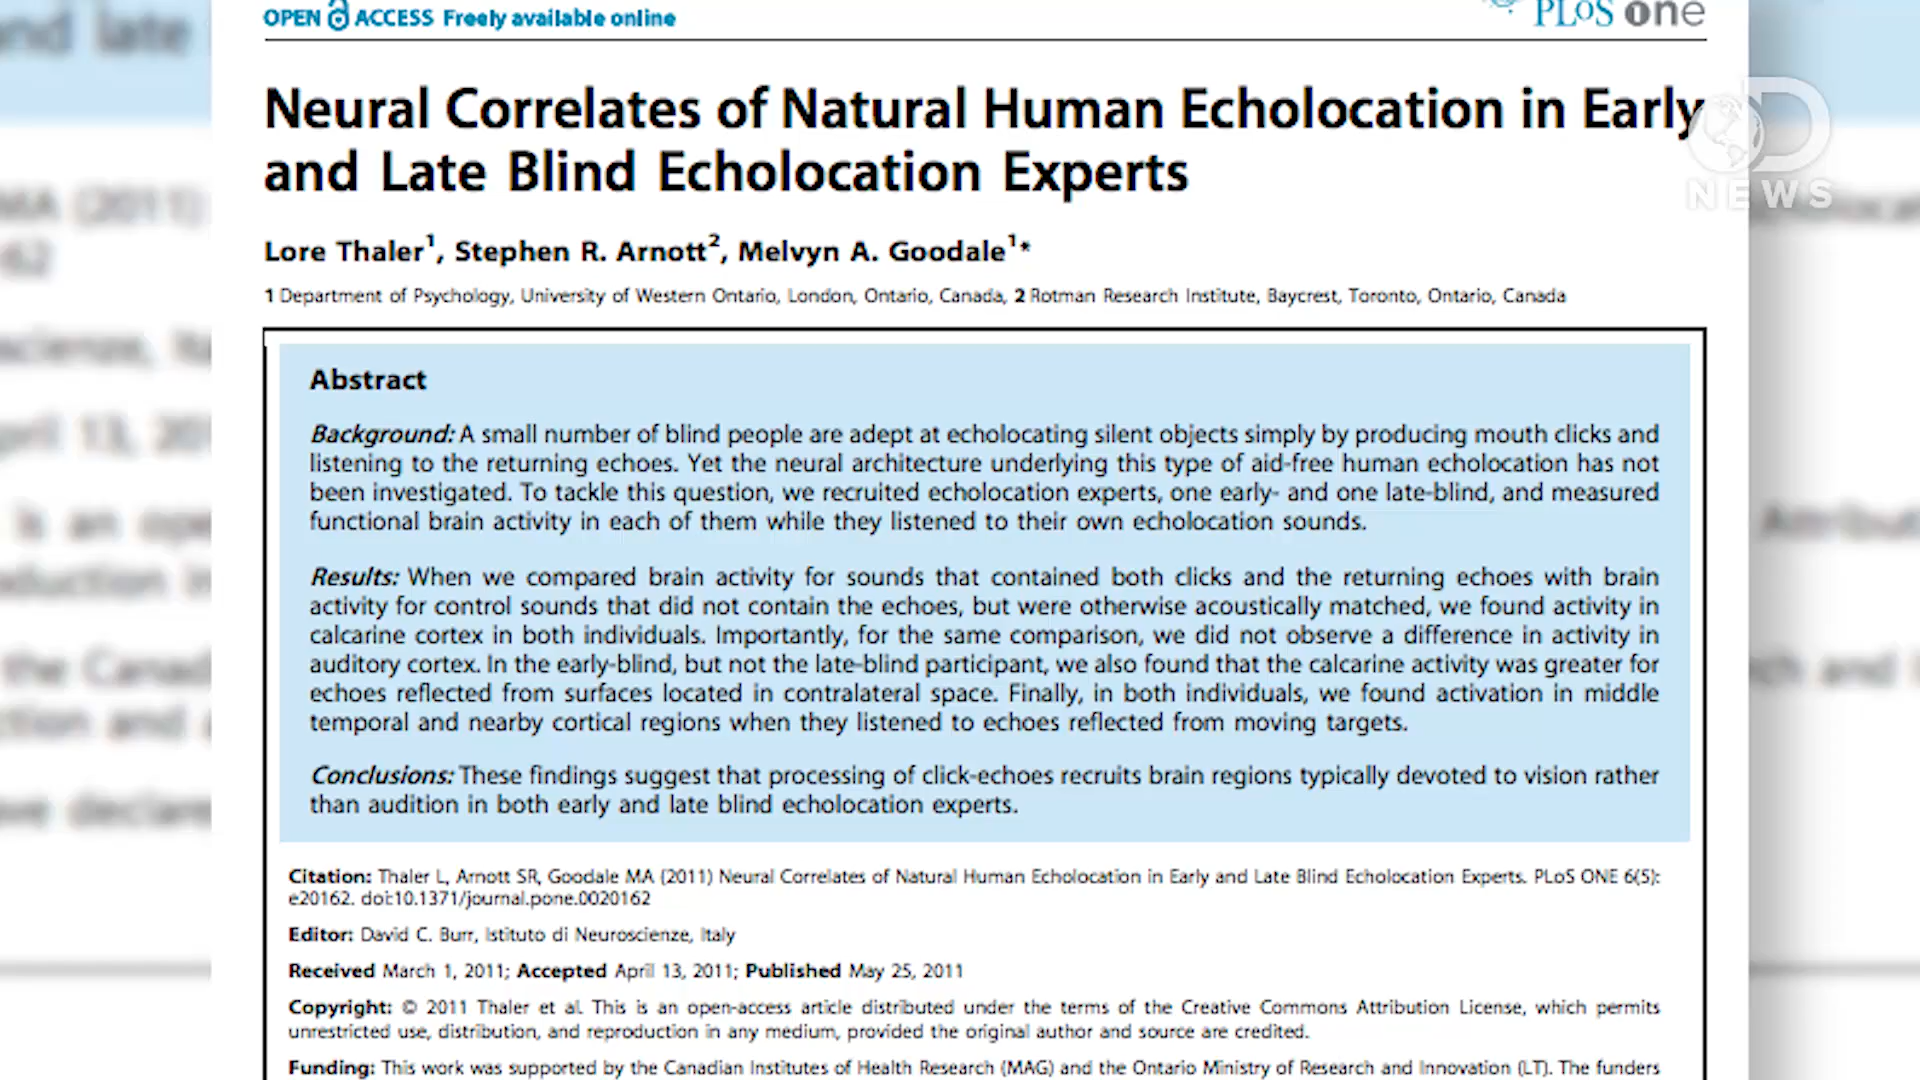 OPEN ACCESS Freely available online
PLoS one
Neural Correlates of Natural Human Echolocation in Early
and Late Blind Echolocation Experts
NEWS
Lore Thaler1, Stephen R. Arnott2, Melvyn A. Goodale1*
1 Department of Psychology, University of Western Ontario, London, Ontario, Canada, 2 Rotman Research Institute, Baycrest, Toronto, Ontario, Canada
Abstract
Background: A small number of blind people are adept at echolocating silent objects simply by producing mouth clicks and
listening to the returning echoes. Yet the neural architecture underlying this type of aid-free human echolocation has not
been investigated. To tackle this question, we recruited echolocation experts, one early- and one late-blind, and measured
functional brain activity in each of them while they listened to their own echolocation sounds.
Results: When we compared brain activity for sounds that contained both clicks and the returning echoes with brain
activity for control sounds that did not contain the echoes, but were otherwise acoustically matched, we found activity in
calcarine cortex in both individuals. Importantly, for the same comparison, we did not observe a difference in activity in
auditory cortex. In the early-blind, but not the late-blind participant, we also found that the calcarine activity was greater for
echoes reflected from surfaces located in contralateral space. Finally, in both individuals, we found activation in middle
temporal and nearby cortical regions when they listened to echoes reflected from moving targets.
Conclusions: These findings suggest that processing of click-echoes recruits brain regions typically devoted to vision rather
than audition in both early and late blind echolocation experts.
Citation: Thaler L, Arnott SR, Goodale MA (2011) Neural Correlates of Natural Human Echolocation in Early and Late Blind Echolocation Experts. PLoS ONE 6(5):
e20162. doi:10.1371/journal.pone.0020162
Editor: David C. Burr, Istituto di Neuroscienze, Italy
Received March 1, 2011; Accepted April 13, 2011; Published May 25, 2011
Copyright: © 2011 Thaler et al. This is an open-access article distributed under the terms of the Creative Commons Attribution License, which permits
unrestricted use, distribution, and reproduction in any medium, provided the original author and source are credited.
Funding: This work was supported by the Canadian Institutes of Health Research (MAG) and the Ontario Ministry of Research and Innovation (LT). The funders